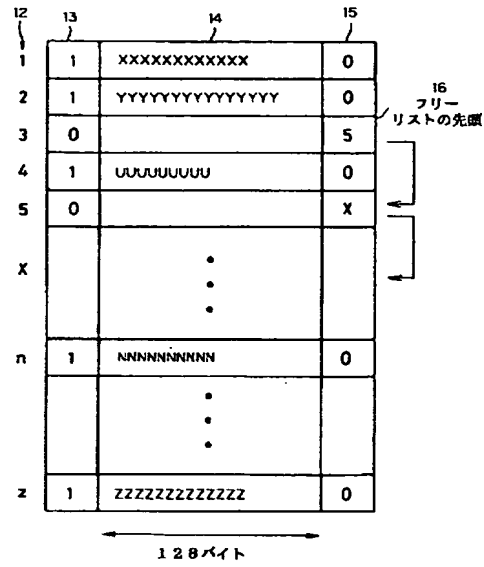 12 13 14 15
1 1 XXXXXXXXXXXX 0
2 1 YYYYYYYYYYYYYYY 0
16
フリー
リストの先頭
3 0 5
4 1 UUUUUUUUU 0
5 0 X
X
n 1 NNNNNNNNNN 0
z 1 ZZZZZZZZZZZZZ 0
128バイト